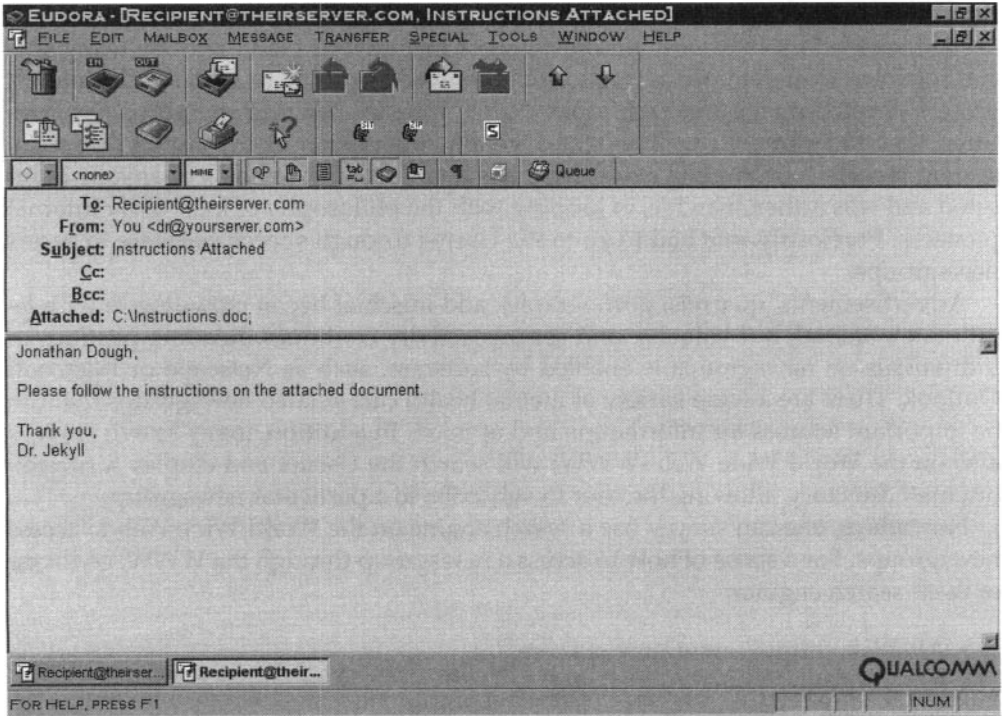 EUDORA - [RECIPIENT@THEIRSERVER.COM, INSTRUCTIONS ATTACHED]
FILE EDIT MAILBOX MESSAGE TRANSFER SPECIAL TOOLS WINDOW HELP
IN OUT
S
<none> MIME QP tab Queue
To: Recipient@theirserver.com
From: You <dr@yourserver.com>
Subject: Instructions Attached
Cc:
Bcc:
Attached: C:\Instructions.doc;
Jonathan Dough,
Please follow the instructions on the attached document.
Thank you,
Dr. Jekyll
Recipient@theirser... Recipient@their... QUALCOMM
FOR HELP, PRESS F1 NUM